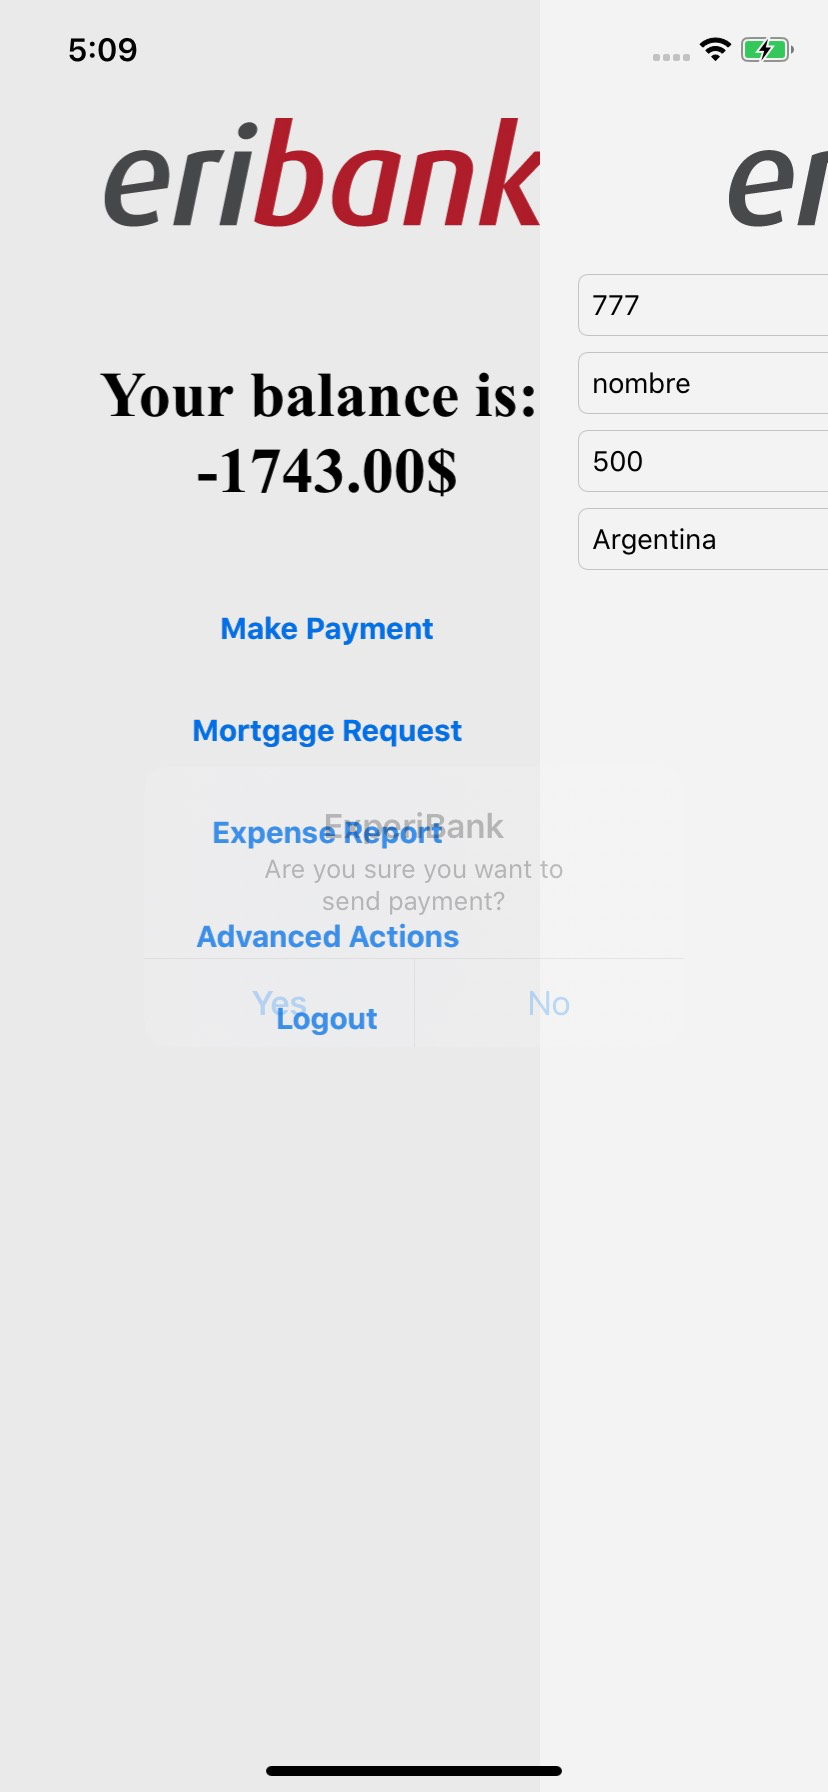 5:09
eribank
er
777
Your balance is:
nombre
-1743.00$
500
Argentina
Make Payment
Mortgage Request
ExperiBank
Expense Report
Are you sure you want to
send payment?
Advanced Actions
Yes
No
Logout